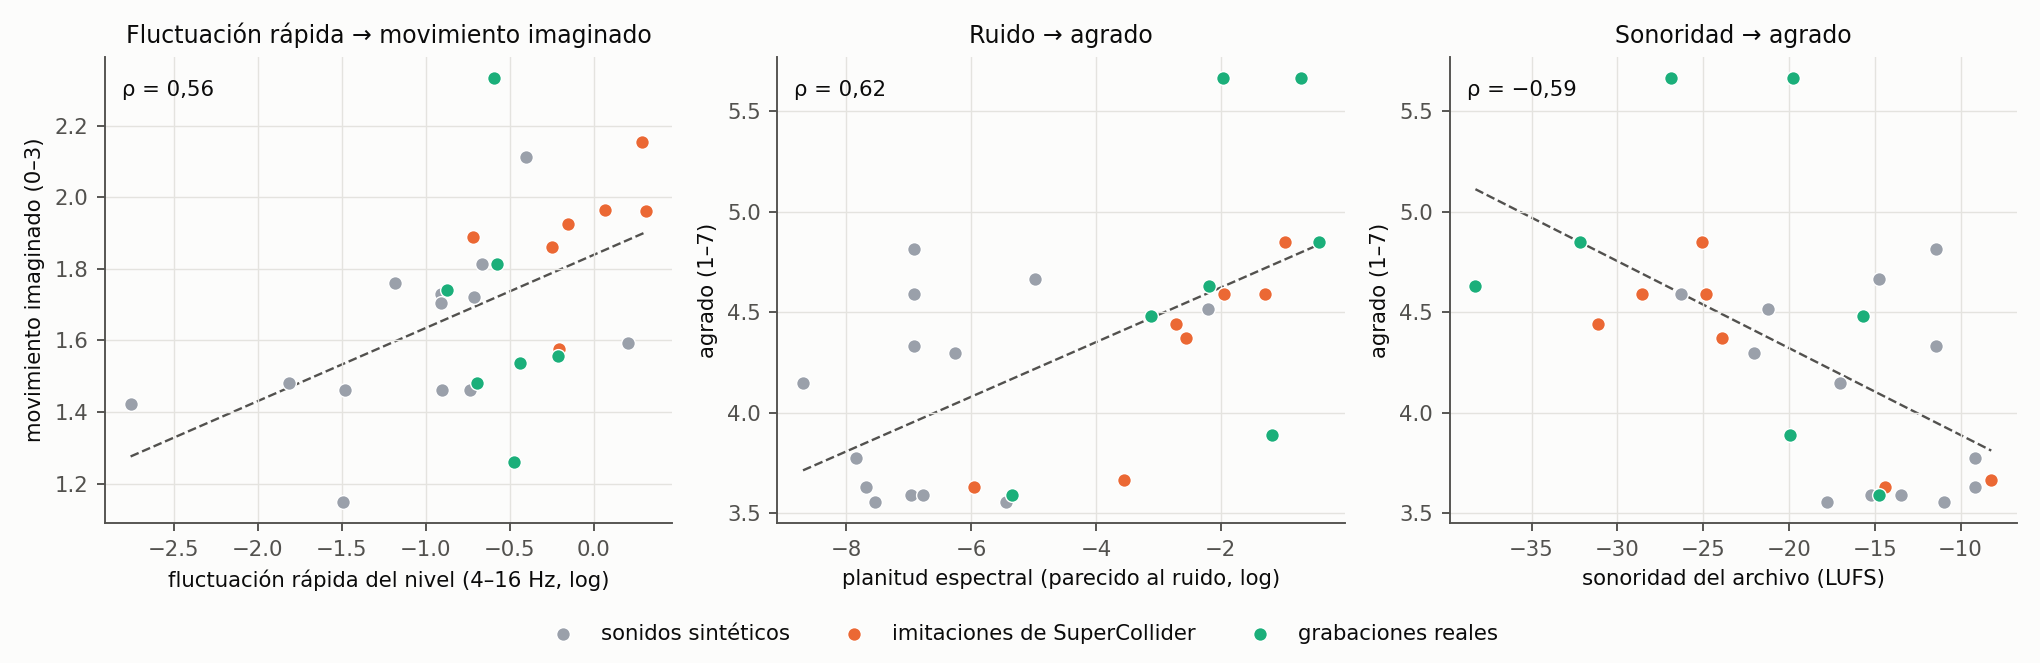 Fluctuación rápida → movimiento imaginado
ρ = 0,56
movimiento imaginado (0–3)
2.2
2.0
1.8
1.6
1.4
1.2
−2.5 −2.0 −1.5 −1.0 −0.5 0.0
fluctuación rápida del nivel (4–16 Hz, log)
Ruido → agrado
ρ = 0,62
agrado (1–7)
5.5
5.0
4.5
4.0
3.5
−8 −6 −4 −2
planitud espectral (parecido al ruido, log)
Sonoridad → agrado
ρ = −0,59
agrado (1–7)
5.5
5.0
4.5
4.0
3.5
−35 −30 −25 −20 −15 −10
sonoridad del archivo (LUFS)
sonidos sintéticos imitaciones de SuperCollider grabaciones reales